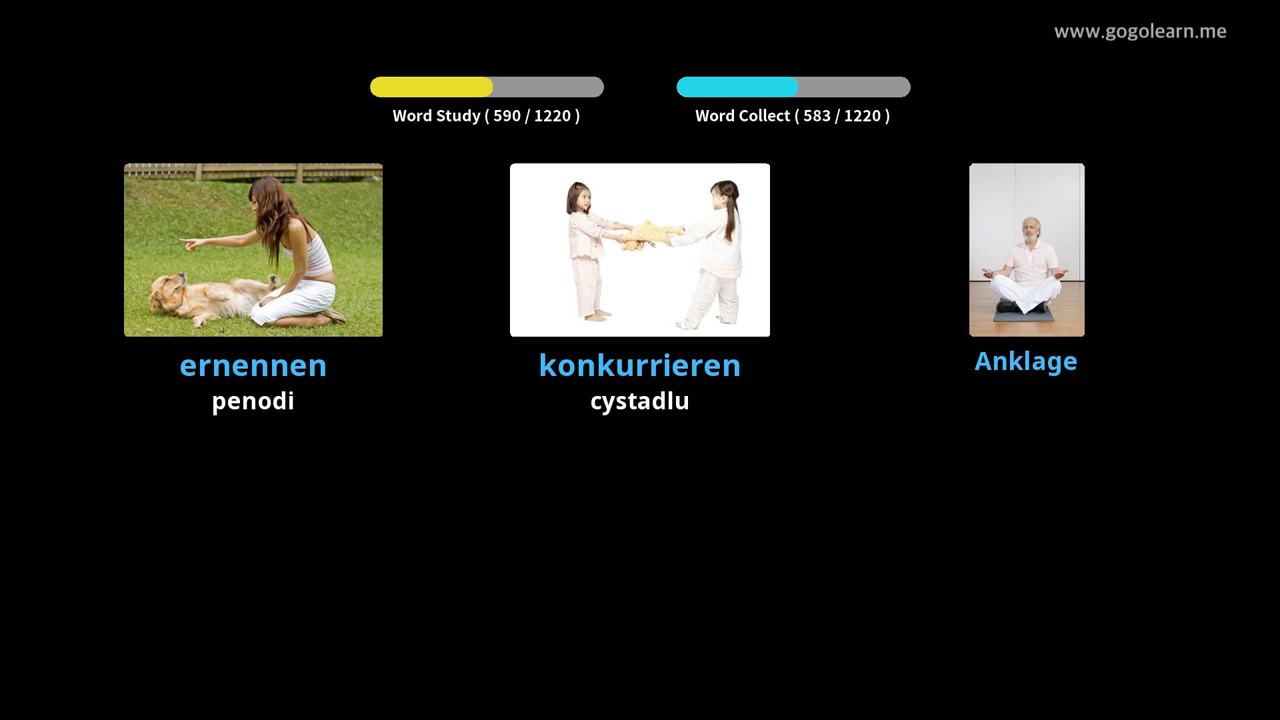 www.gogolearn.me
Word Study ( 590 / 1220 )
Word Collect ( 583 / 1220 )
ernennen
penodi
konkurrieren
cystadlu
Anklage